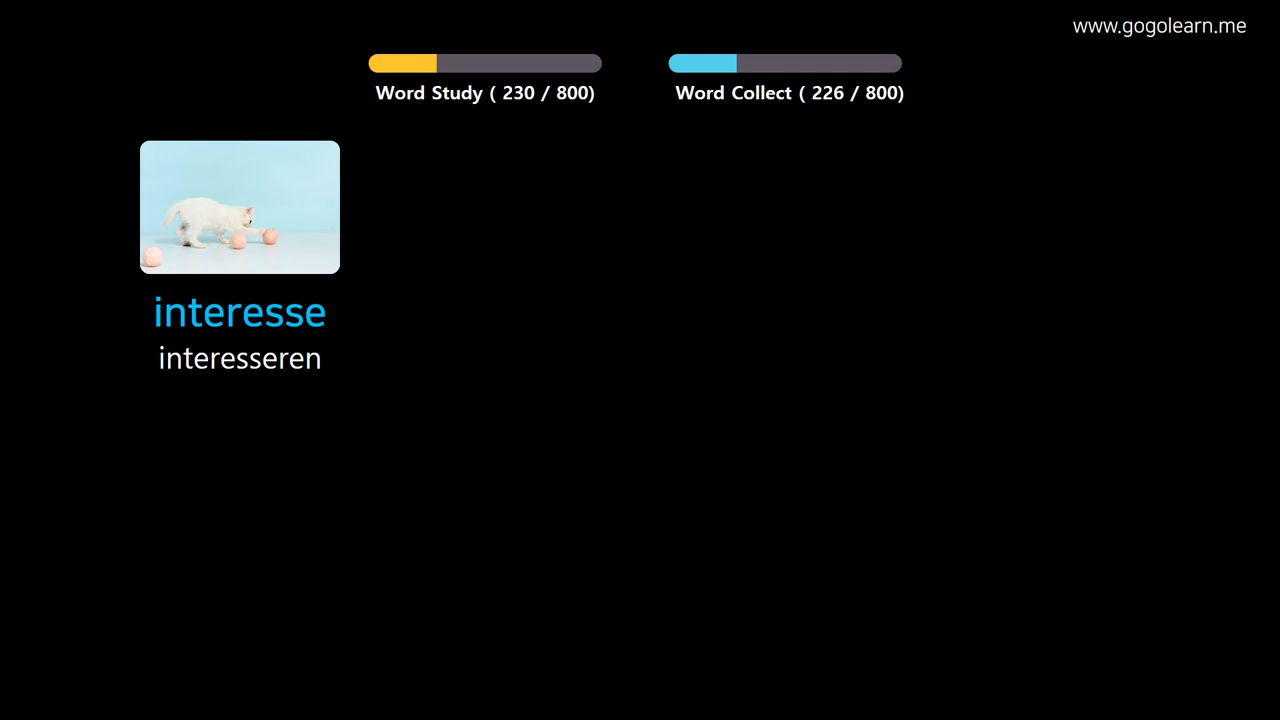 www.gogolearn.me
Word Study ( 230 / 800)
Word Collect ( 226 / 800)
interesse
interesseren